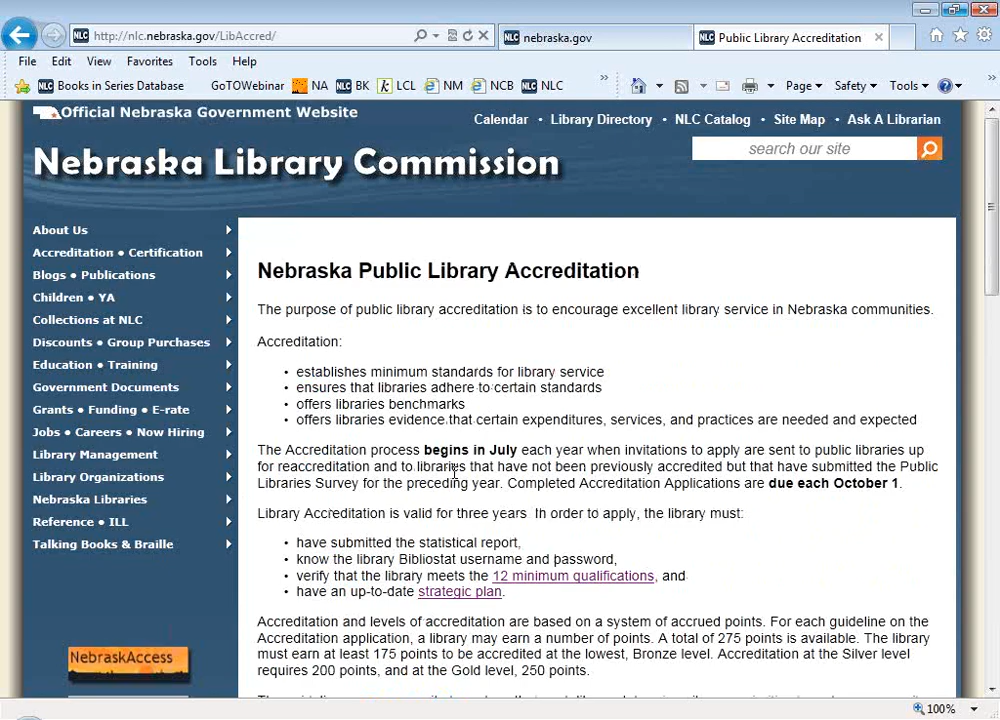 http://nlc.nebraska.gov/LibAccred/
NLC nebraska.gov
NLC Public Library Accreditation
File Edit View Favorites Tools Help
NLC Books in Series Database GoTOWebinar NA NLC BK k LCL NM NCB NLC NLC » Page Safety Tools »
Official Nebraska Government Website
Calendar • Library Directory • NLC Catalog • Site Map • Ask A Librarian
Nebraska Library Commission
search our site
About Us
Accreditation ● Certification
Blogs ● Publications
Children ● YA
Collections at NLC
Discounts ● Group Purchases
Education ● Training
Government Documents
Grants ● Funding ● E-rate
Jobs ● Careers ● Now Hiring
Library Management
Library Organizations
Nebraska Libraries
Reference ● ILL
Talking Books & Braille
NebraskAccess
Nebraska Public Library Accreditation
The purpose of public library accreditation is to encourage excellent library service in Nebraska communities.
Accreditation:
• establishes minimum standards for library service
• ensures that libraries adhere to certain standards
• offers libraries benchmarks
• offers libraries evidence that certain expenditures, services, and practices are needed and expected
The Accreditation process begins in July each year when invitations to apply are sent to public libraries up
for reaccreditation and to libraries that have not been previously accredited but that have submitted the Public
Libraries Survey for the preceding year. Completed Accreditation Applications are due each October 1.
Library Accreditation is valid for three years. In order to apply, the library must:
• have submitted the statistical report,
• know the library Bibliostat username and password,
• verify that the library meets the 12 minimum qualifications, and
• have an up-to-date strategic plan.
Accreditation and levels of accreditation are based on a system of accrued points. For each guideline on the
Accreditation application, a library may earn a number of points. A total of 275 points is available. The library
must earn at least 175 points to be accredited at the lowest, Bronze level. Accreditation at the Silver level
requires 200 points, and at the Gold level, 250 points.
100%